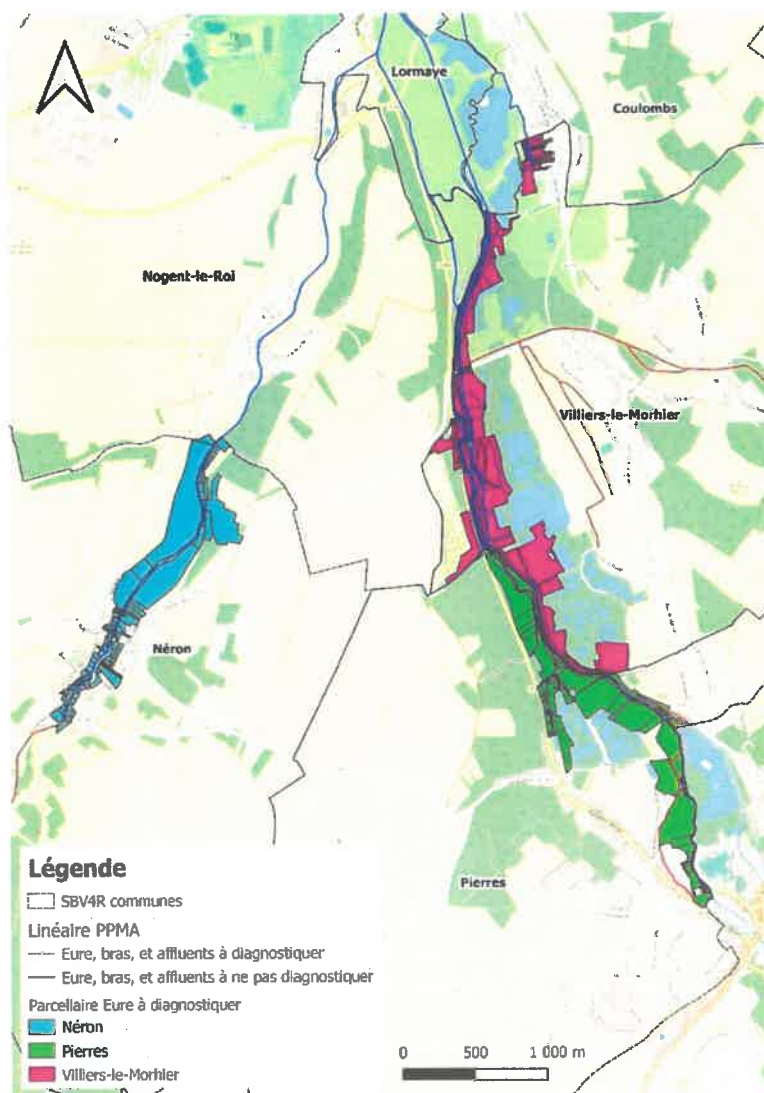 Lormaye
Coulombs
Nogent-le-Roi
Villiers-le-Morhier
Néron
Pierres
Légende
SBV4R communes
Linéaire PPMA
Eure, bras, et affluents à diagnostiquer
Eure, bras, et affluents à ne pas diagnostiquer
Parcellaire Eure à diagnostiquer
Néron
Pierres
Villiers-le-Morhier
0 500 1 000 m